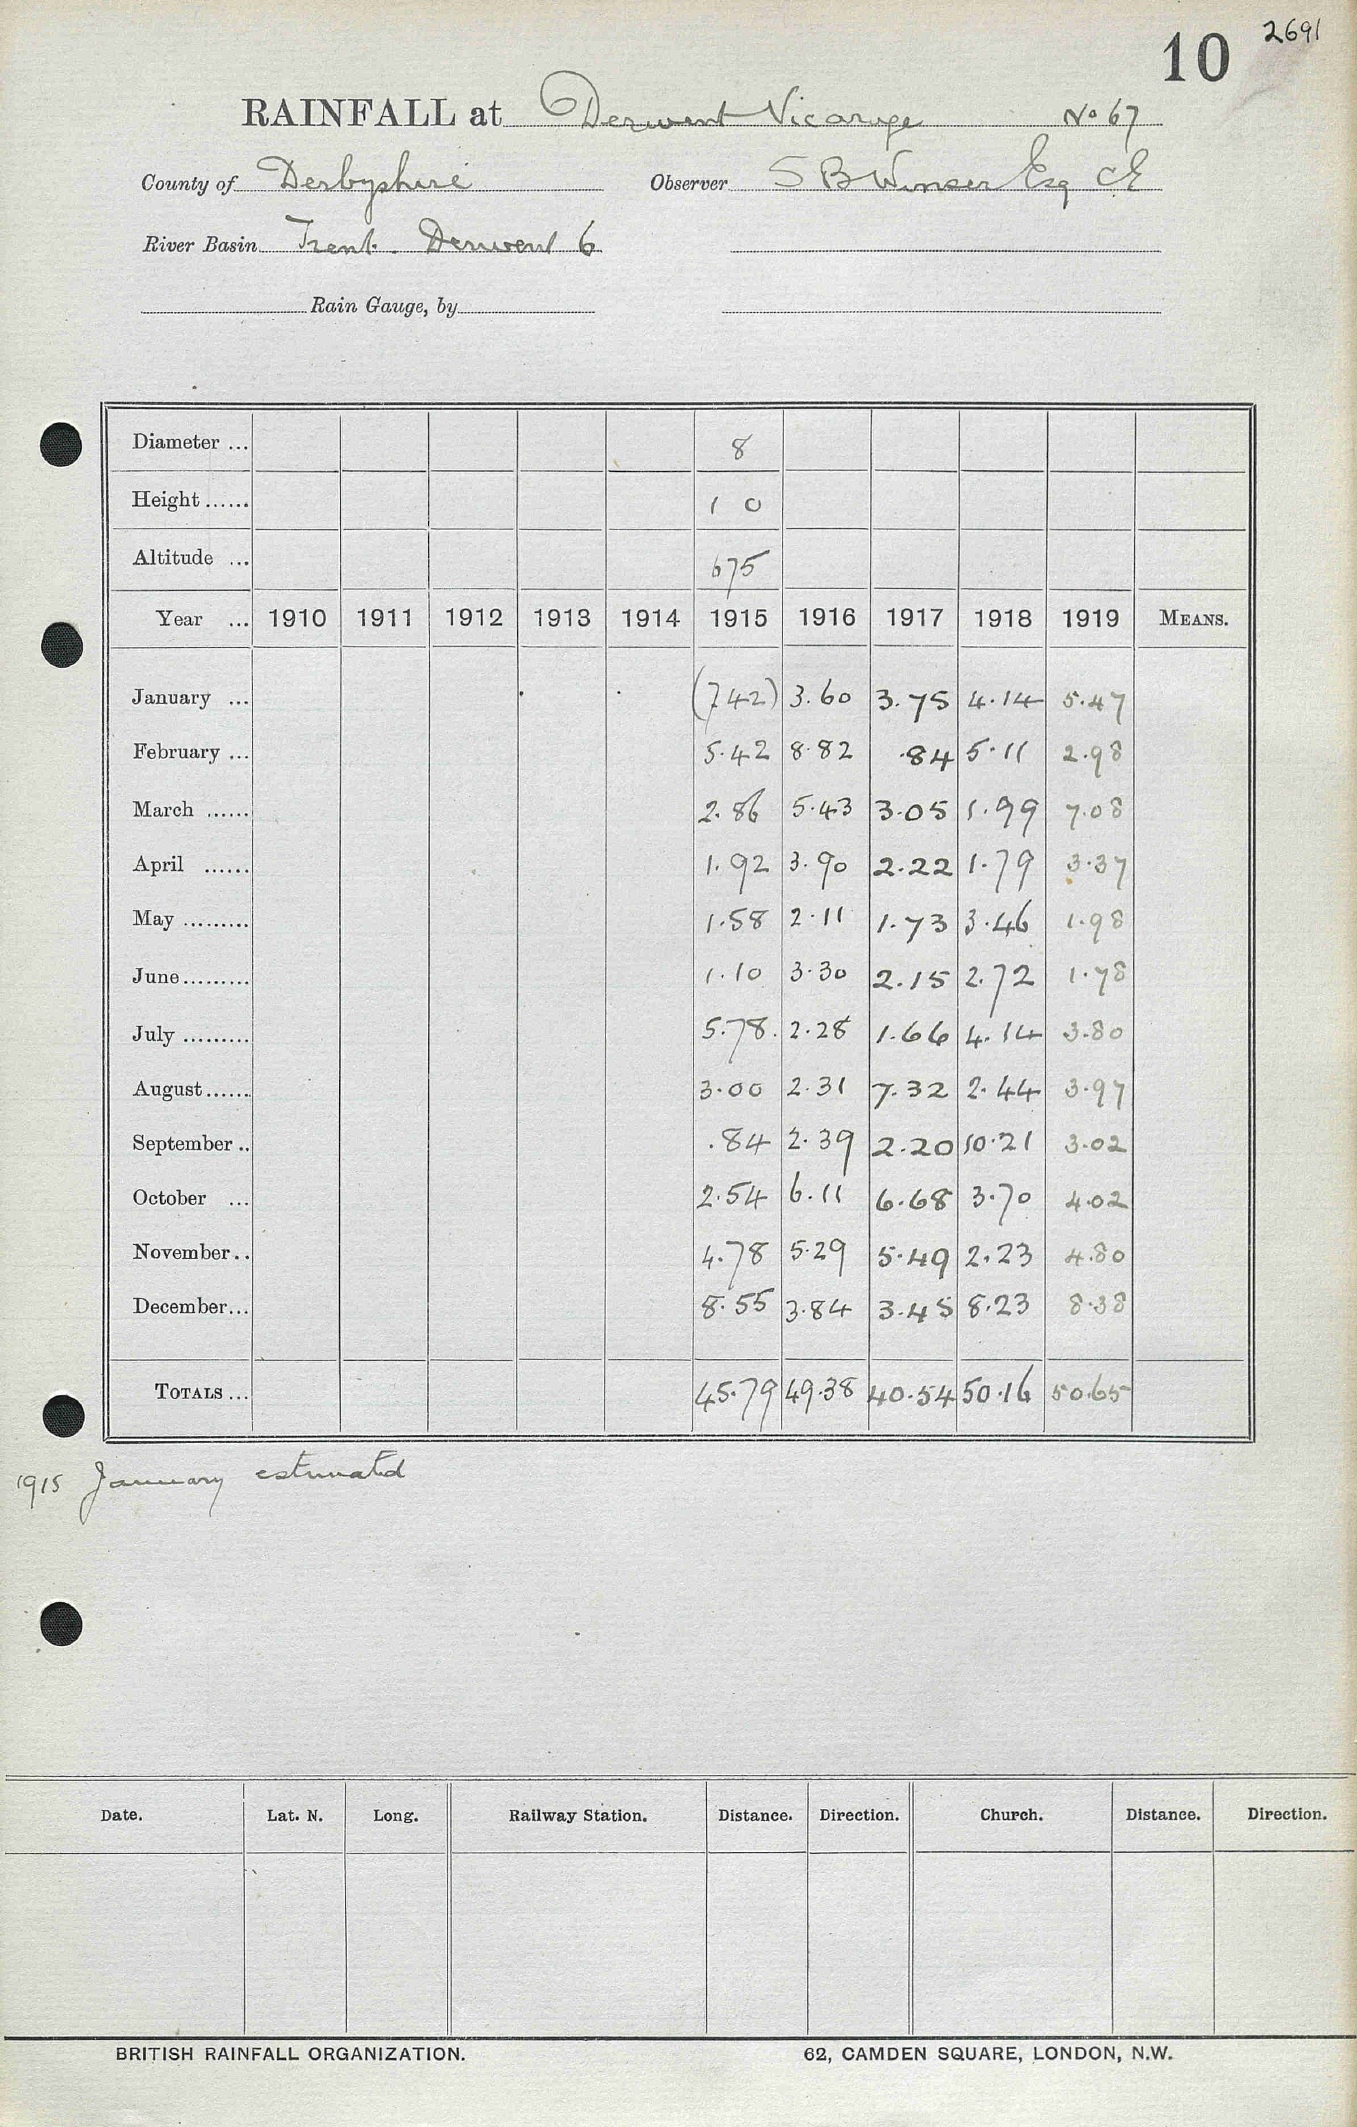 2691
10
RAINFALL at Derwent Vicarage No 67
County of Derbyshire Observer S B Winser Esq CE
River Basin Trent. Derwent 6
Rain Gauge, by
Diameter ... 8
Height ...... 1 0
Altitude ... 675
Year ... 1910 1911 1912 1913 1914 1915 1916 1917 1918 1919 MEANS.
January ... (7.42) 3.60 3.75 4.14 5.47
February ... 5.42 8.82 .84 5.11 2.98
March ...... 2.86 5.43 3.05 1.99 7.08
April ...... 1.92 3.90 2.22 1.79 3.37
May ......... 1.58 2.11 1.73 3.46 1.98
June ......... 1.10 3.30 2.15 2.72 1.78
July ......... 5.78. 2.28 1.66 4.14 3.80
August ...... 3.00 2.31 7.32 2.44 3.97
September .. .84 2.39 2.20 10.21 3.02
October ... 2.54 6.11 6.68 3.70 4.02
November .. 4.78 5.29 5.49 2.23 4.80
December ... 8.55 3.84 3.45 8.23 8.38
TOTALS ... 45.79 49.38 40.54 50.16 50.65
1915 January estimated
Date. Lat. N. Long. Railway Station. Distance. Direction. Church. Distance. Direction.
BRITISH RAINFALL ORGANIZATION. 62, CAMDEN SQUARE, LONDON, N.W.